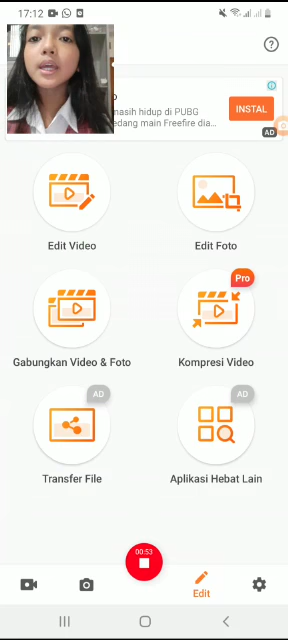 17:12
masih hidup di PUBG
edang main Freefire dia...
INSTAL
AD
Edit Video
Edit Foto
Pro
Gabungkan Video & Foto
Kompresi Video
AD
AD
Transfer File
Aplikasi Hebat Lain
00:53
Edit